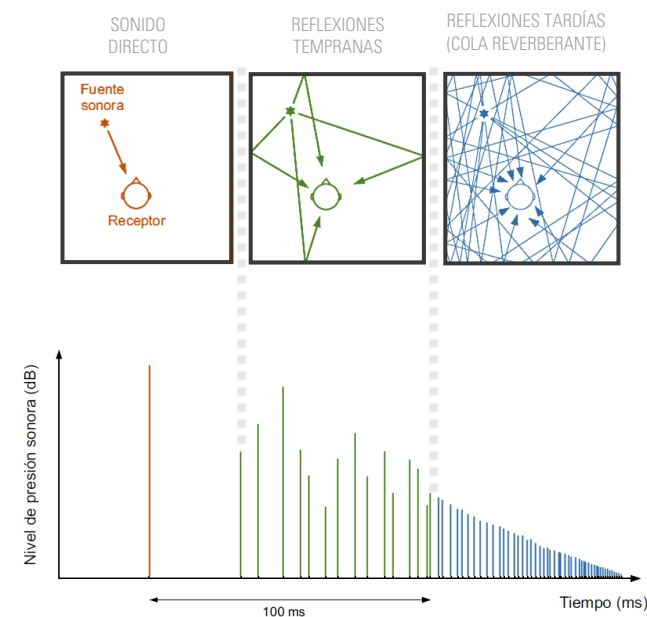 SONIDO
DIRECTO
REFLEXIONES
TEMPRANAS
REFLEXIONES TARDÍAS
(COLA REVERBERANTE)
Fuente
sonora
Receptor
Nivel de presión sonora (dB)
100 ms
Tiempo (ms)